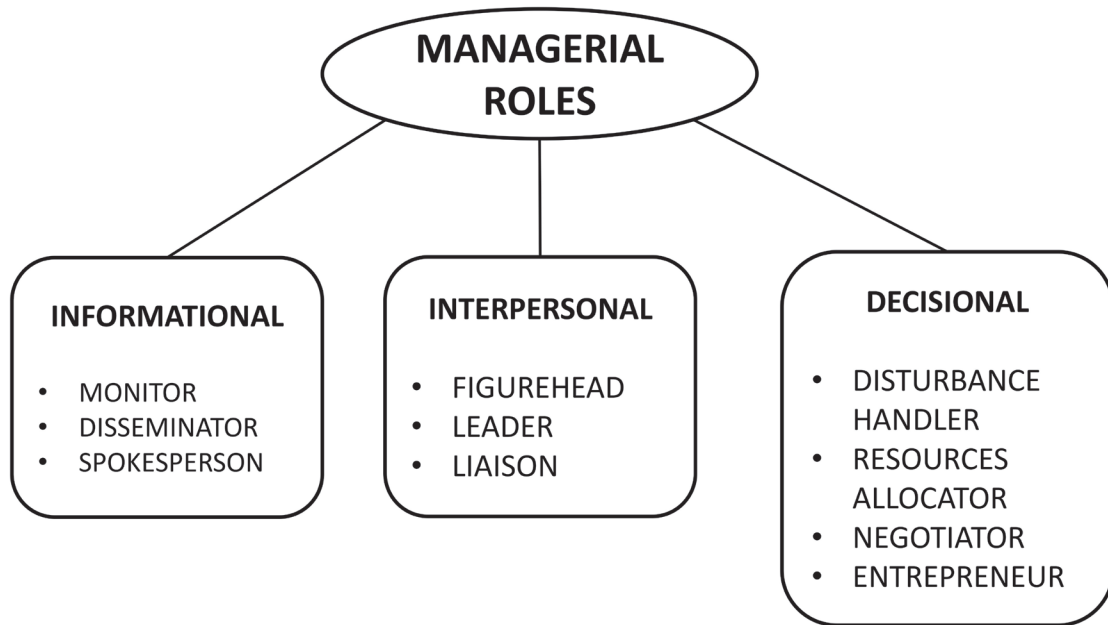 MANAGERIAL
ROLES
INFORMATIONAL
• MONITOR
• DISSEMINATOR
• SPOKESPERSON
INTERPERSONAL
• FIGUREHEAD
• LEADER
• LIAISON
DECISIONAL
• DISTURBANCE
HANDLER
• RESOURCES
ALLOCATOR
• NEGOTIATOR
• ENTREPRENEUR